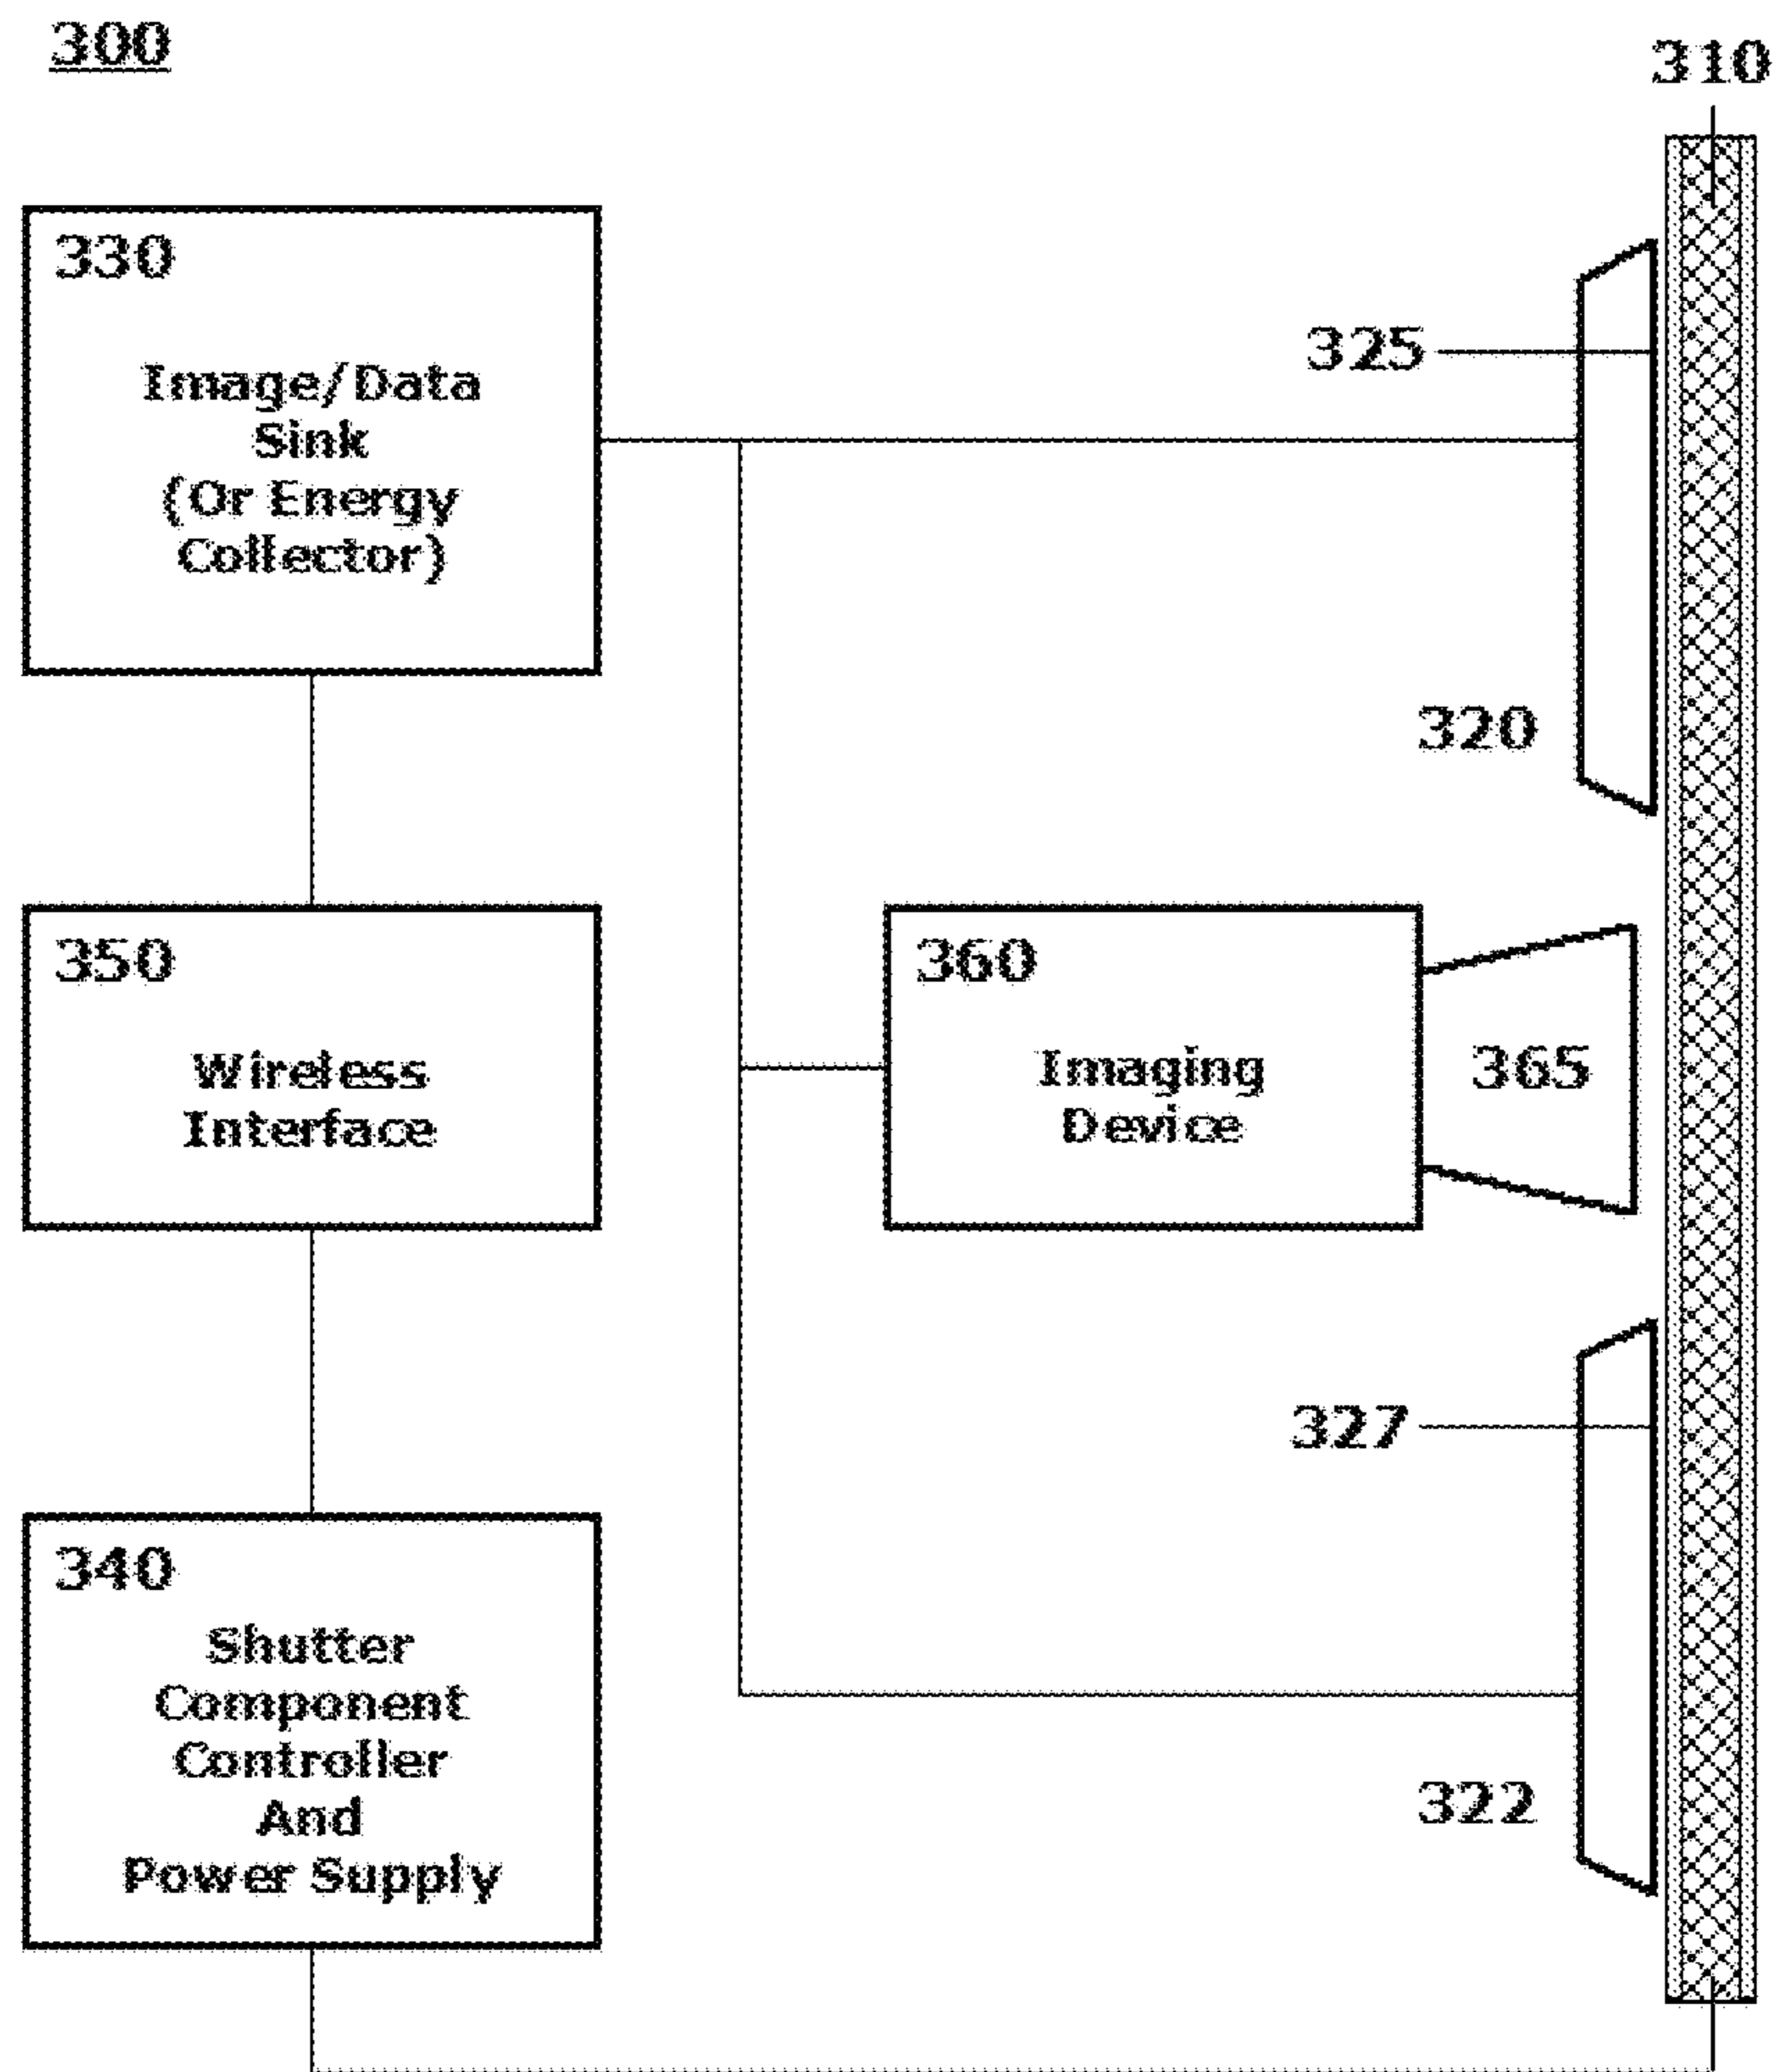 300
310
330
Image/Data
Sink
(Or Energy
Collector)
325
320
350
Wireless
Interface
360
Imaging
Device
365
327
340
Shutter
Component
Controller
And
Power Supply
322